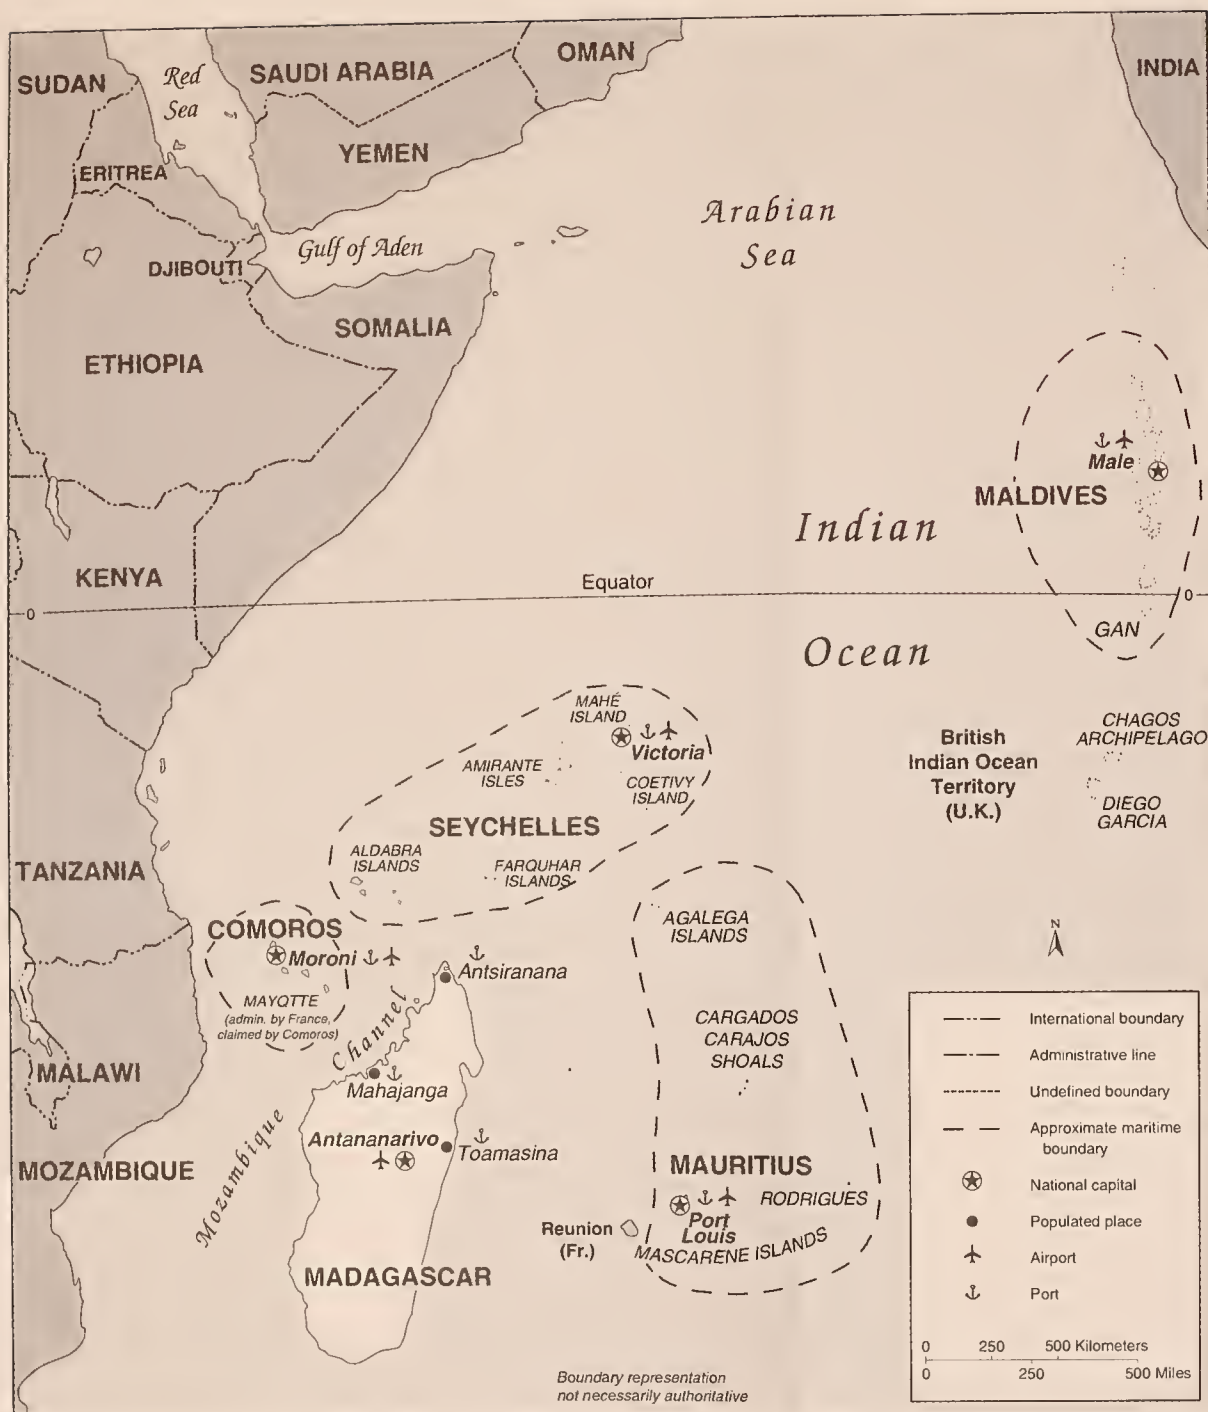 SUDAN
Red
Sea
SAUDI ARABIA
OMAN
INDIA
YEMEN
ERITREA
Arabian
Sea
Gulf of Aden
DJIBOUTI
SOMALIA
ETHIOPIA
Male
MALDIVES
Indian
KENYA
Equator
0
0
GAN
Ocean
MAHÉ
ISLAND
Victoria
AMIRANTE
ISLES
COETIVY
ISLAND
SEYCHELLES
British
Indian Ocean
Territory
(U.K.)
CHAGOS
ARCHIPELAGO
DIEGO
GARCIA
TANZANIA
ALDABRA
ISLANDS
FARQUHAR
ISLANDS
COMOROS
Moroni
MAYOTTE
(admin. by France,
claimed by Comoros)
Antsiranana
AGALEGA
ISLANDS
CARGADOS
CARAJOS
SHOALS
MALAWI
Mozambique Channel
Mahajanga
Antananarivo
Toamasina
MOZAMBIQUE
MAURITIUS
RODRIGUES
Port
Louis
Reunion
(Fr.)
MASCARENE ISLANDS
MADAGASCAR
N
International boundary
Administrative line
Undefined boundary
Approximate maritime
boundary
National capital
Populated place
Airport
Port
0 250 500 Kilometers
0 250 500 Miles
Boundary representation
not necessarily authoritative